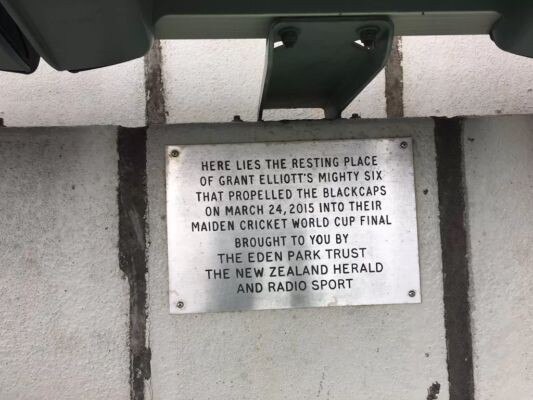 HERE LIES THE RESTING PLACE
OF GRANT ELLIOTT'S MIGHTY SIX
THAT PROPELLED THE BLACKCAPS
ON MARCH 24, 2015 INTO THEIR
MAIDEN CRICKET WORLD CUP FINAL
BROUGHT TO YOU BY
THE EDEN PARK TRUST
THE NEW ZEALAND HERALD
AND RADIO SPORT